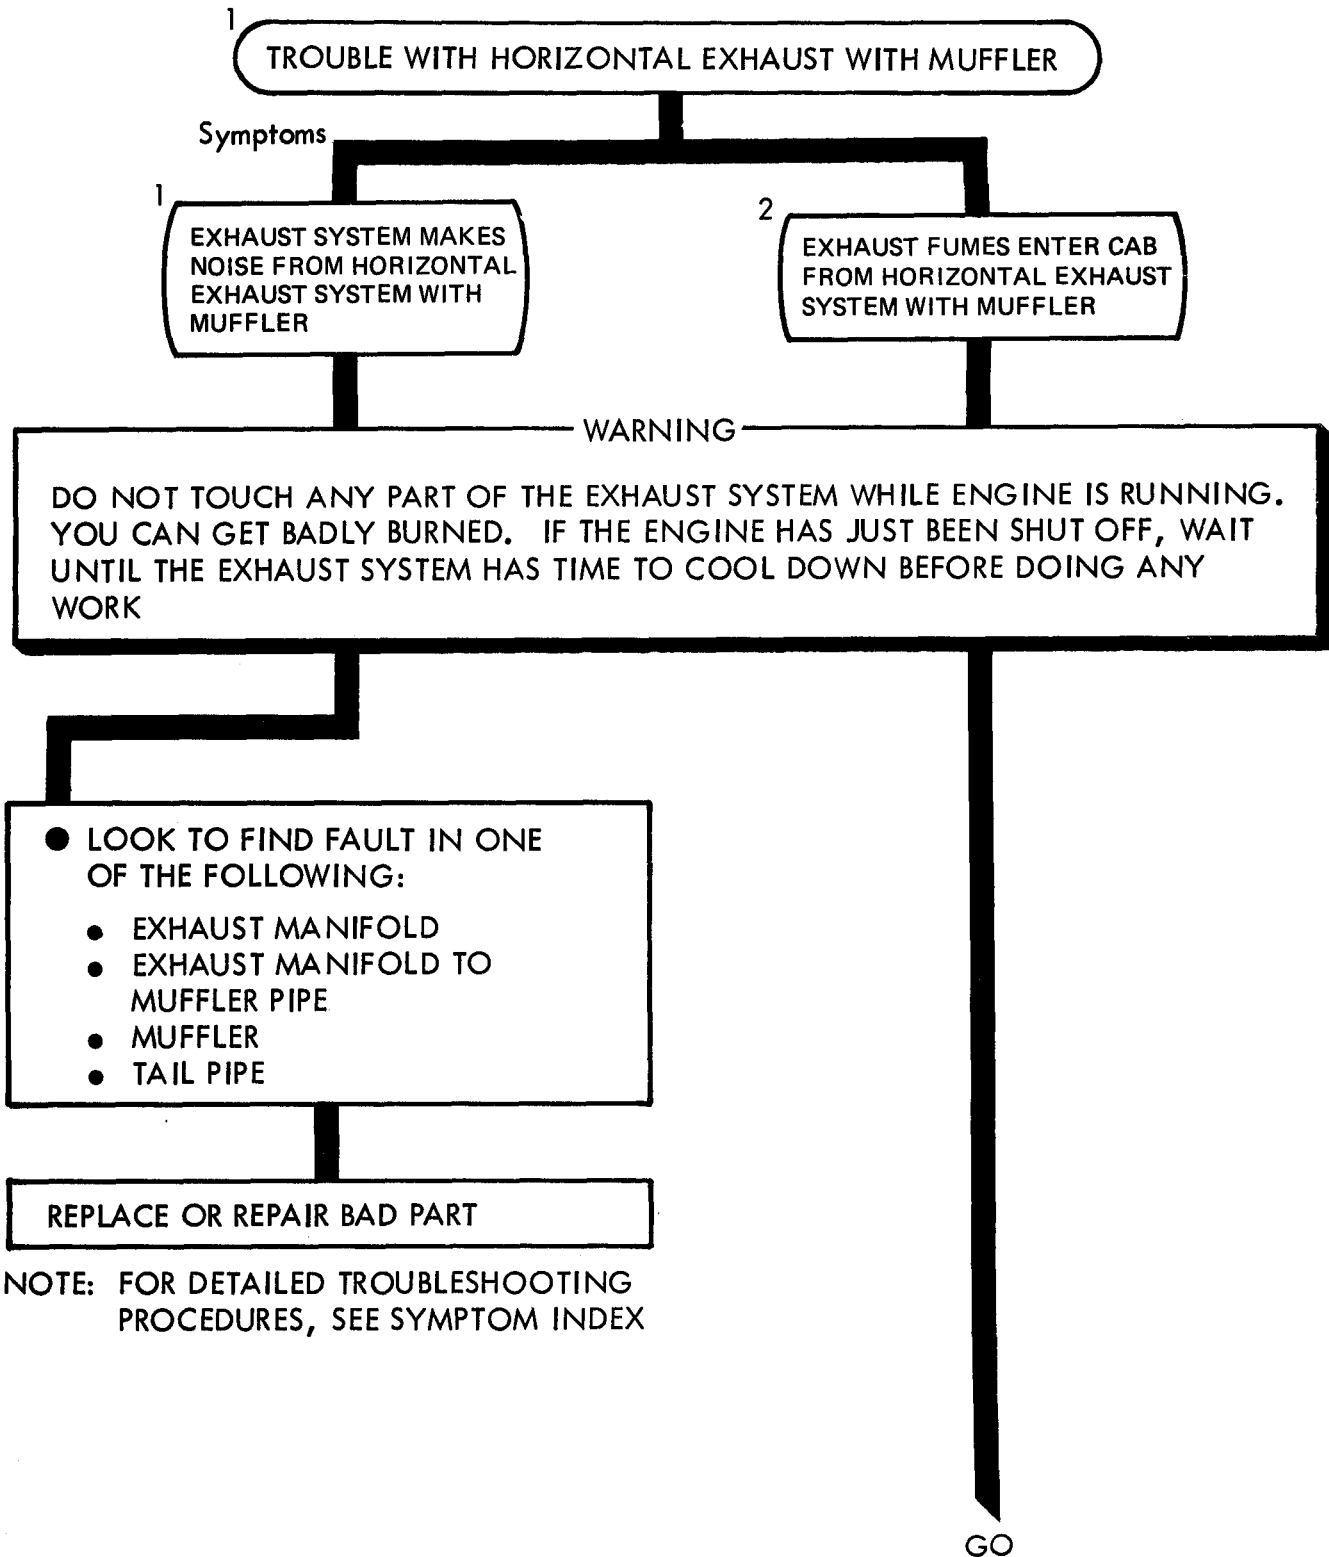 1
TROUBLE WITH HORIZONTAL EXHAUST WITH MUFFLER
Symptoms
1
EXHAUST SYSTEM MAKES
NOISE FROM HORIZONTAL
EXHAUST SYSTEM WITH
MUFFLER
2
EXHAUST FUMES ENTER CAB
FROM HORIZONTAL EXHAUST
SYSTEM WITH MUFFLER
WARNING
DO NOT TOUCH ANY PART OF THE EXHAUST SYSTEM WHILE ENGINE IS RUNNING.
YOU CAN GET BADLY BURNED. IF THE ENGINE HAS JUST BEEN SHUT OFF, WAIT
UNTIL THE EXHAUST SYSTEM HAS TIME TO COOL DOWN BEFORE DOING ANY
WORK
● LOOK TO FIND FAULT IN ONE
OF THE FOLLOWING:
● EXHAUST MANIFOLD
● EXHAUST MANIFOLD TO
MUFFLER PIPE
● MUFFLER
● TAIL PIPE
REPLACE OR REPAIR BAD PART
NOTE: FOR DETAILED TROUBLESHOOTING
PROCEDURES, SEE SYMPTOM INDEX
GO